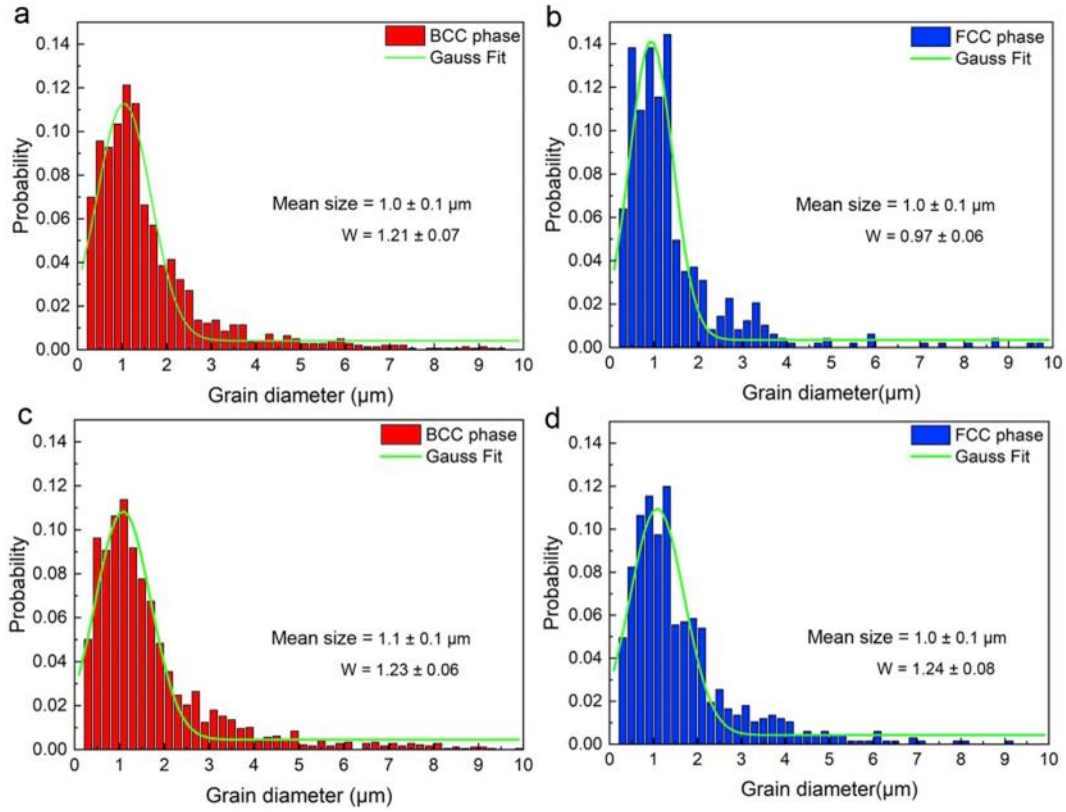 a
BCC phase
Gauss Fit
0.14
0.12
0.10
0.08
0.06
0.04
0.02
0.00
Probability
Mean size = 1.0 ± 0.1 µm
W = 1.21 ± 0.07
0 1 2 3 4 5 6 7 8 9 10
Grain diameter (µm)
b
FCC phase
Gauss Fit
0.14
0.12
0.10
0.08
0.06
0.04
0.02
0.00
Probability
Mean size = 1.0 ± 0.1 µm
W = 0.97 ± 0.06
0 1 2 3 4 5 6 7 8 9 10
Grain diameter(µm)
c
BCC phase
Gauss Fit
0.14
0.12
0.10
0.08
0.06
0.04
0.02
0.00
Probability
Mean size = 1.1 ± 0.1 µm
W = 1.23 ± 0.06
0 1 2 3 4 5 6 7 8 9 10
Grain diameter (µm)
d
FCC phase
Gauss Fit
0.14
0.12
0.10
0.08
0.06
0.04
0.02
0.00
Probability
Mean size = 1.0 ± 0.1 µm
W = 1.24 ± 0.08
0 1 2 3 4 5 6 7 8 9 10
Grain diameter(µm)